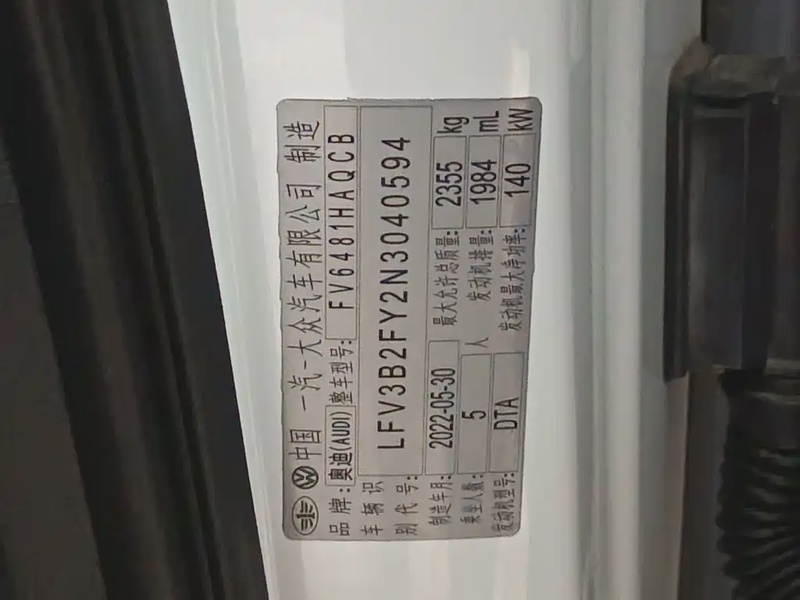 中国 一汽-大众汽车有限公司 制造
品牌: 奥迪(AUDI) 整车型号: FV6481HAQCB
车辆识别代号: LFV3B2FY2N3040594
制造年月: 2022-05-30 最大允许总质量: 2355 kg
乘坐人数: 5 人 发动机排量: 1984 mL
发动机型号: DTA 发动机最大净功率: 140 kW